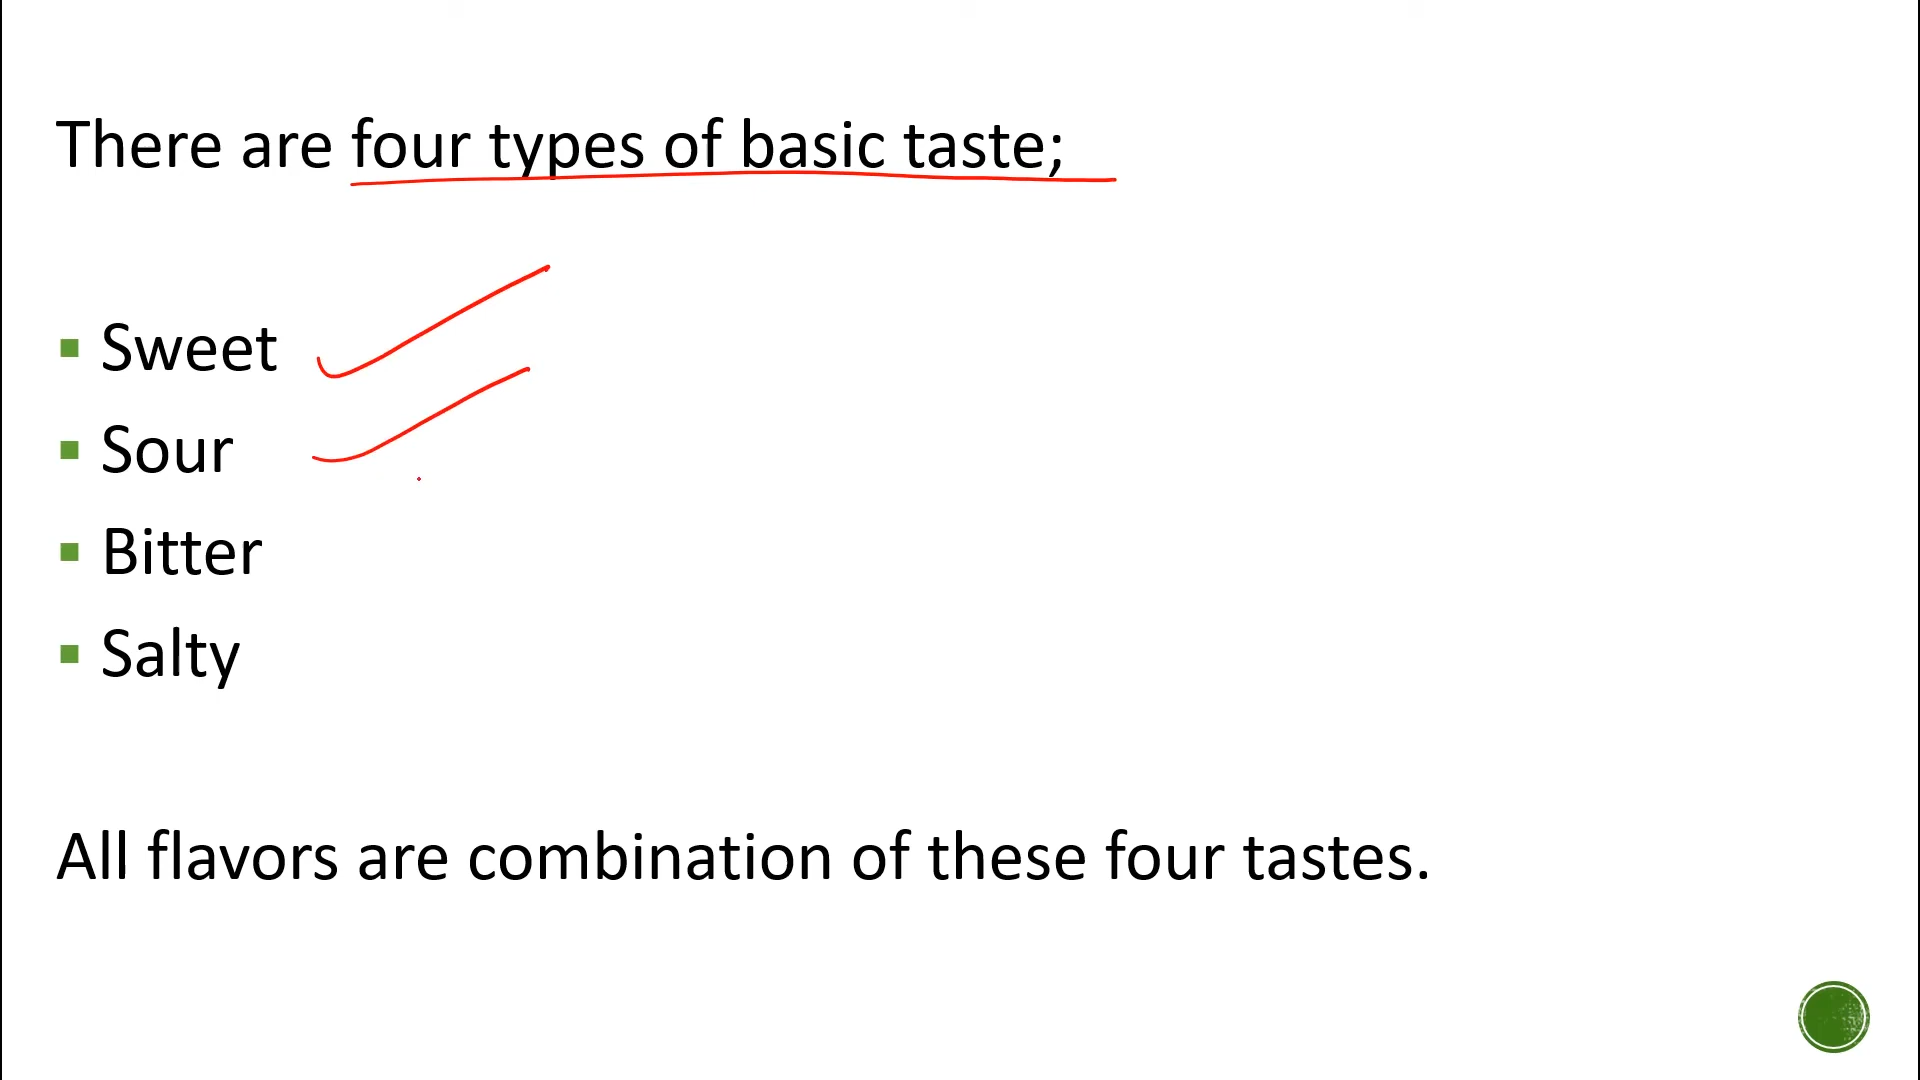 There are four types of basic taste;
Sweet
Sour
Bitter
Salty
All flavors are combination of these four tastes.